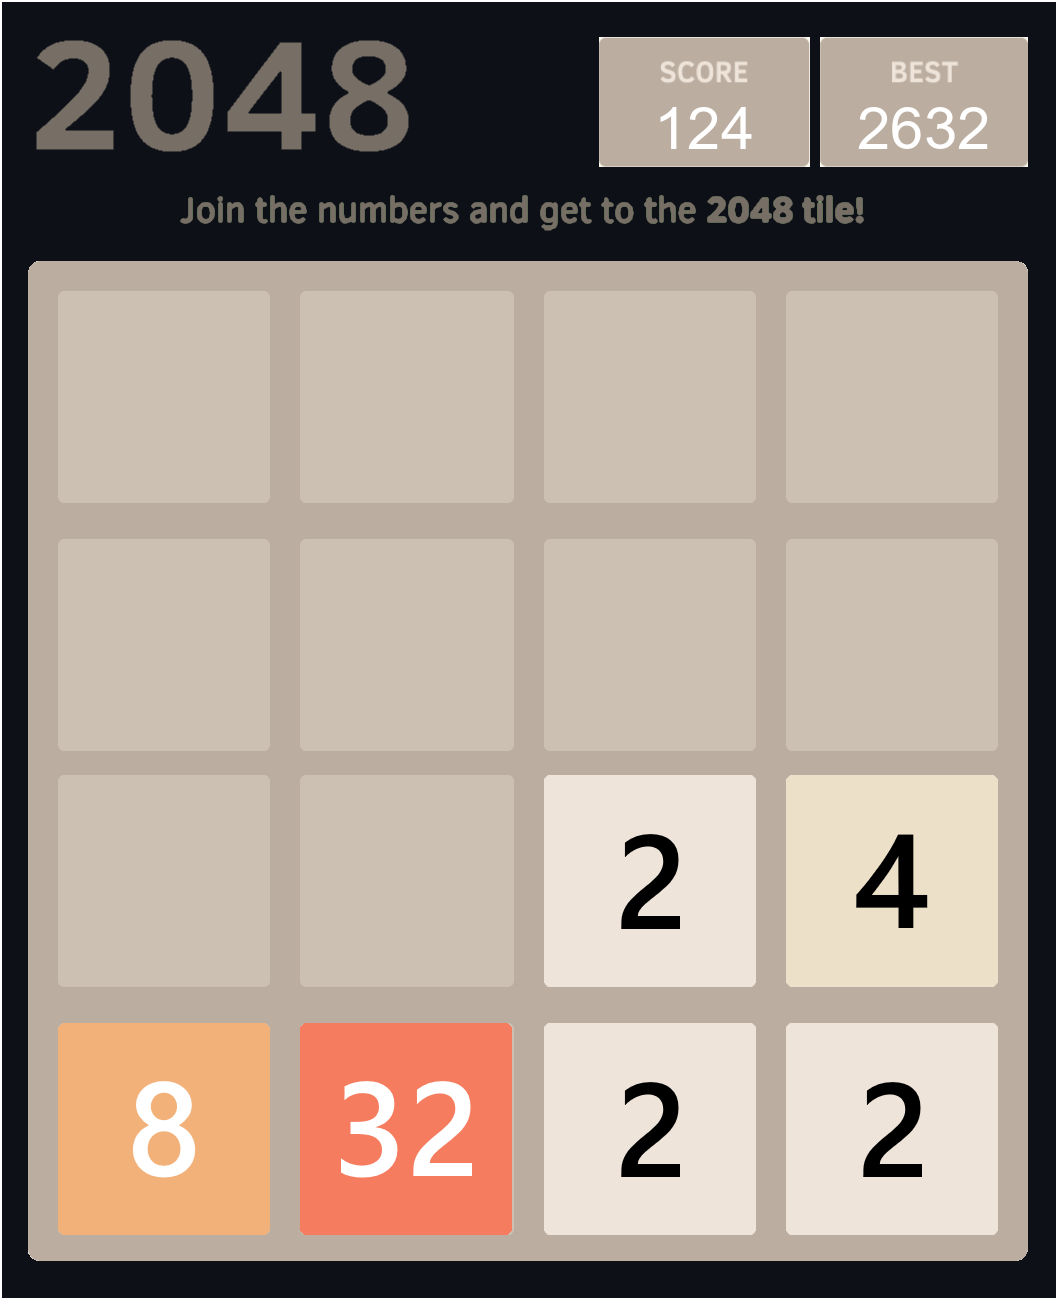 2048
SCORE BEST
124 2632
Join the numbers and get to the 2048 tile!
2 4
8 32 2 2